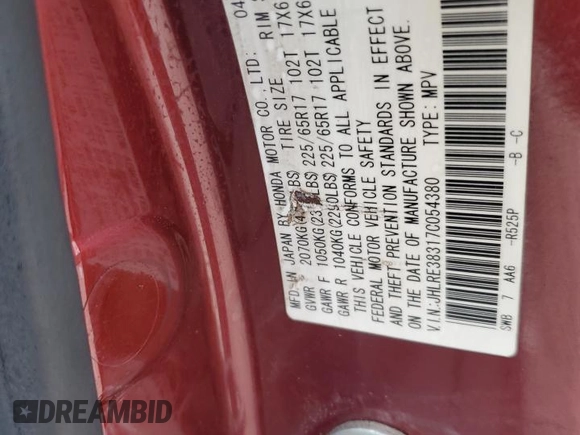 MFD. IN JAPAN BY HONDA MOTOR CO., LTD. 04
TIRE SIZE RIM
GVWR 2070KG LBS) 225/65R17 102T 17X6
GAWR F 1050KG LBS) 225/65R17 102T 17X6
GAWR R 1040KG(2290LBS)
THIS VEHICLE CONFORMS TO ALL APPLICABLE
FEDERAL MOTOR VEHICLE SAFETY
AND THEFT PREVENTION STANDARDS IN EFFECT
ON THE DATE OF MANUFACTURE SHOWN ABOVE.
V.I.N.:JHLRE38317C054380 TYPE: MPV
SWB 7 AA6 -R525P -B -C
DREAMBID